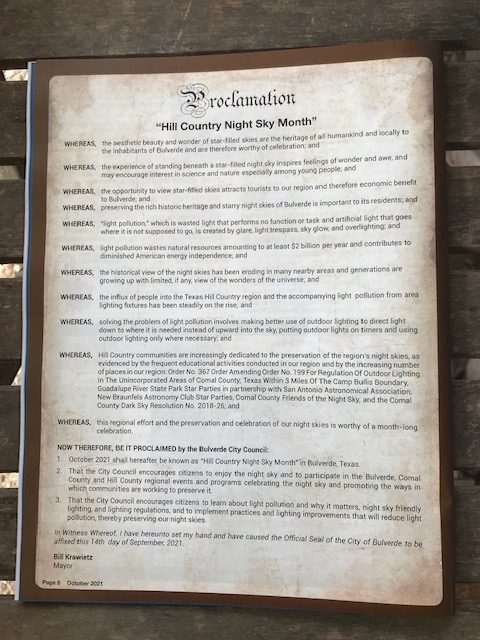 Proclamation
"Hill Country Night Sky Month"
WHEREAS, the aesthetic beauty and wonder of star-filled skies are the heritage of all humankind and locally to
the inhabitants of Bulverde and are therefore worthy of celebration; and
WHEREAS, the experience of standing beneath a star-filled night sky inspires feelings of wonder and awe, and
may encourage interest in science and nature especially among young people; and
WHEREAS, the opportunity to view star-filled skies attracts tourists to our region and therefore economic benefit
to Bulverde; and
WHEREAS, preserving the rich historic heritage and starry night skies of Bulverde is important to its residents; and
WHEREAS, "light pollution," which is wasted light that performs no function or task and artificial light that goes
where it is not supposed to go, is created by glare, light trespass, sky glow, and overlighting; and
WHEREAS, light pollution wastes natural resources amounting to at least $2 billion per year and contributes to
diminished American energy independence; and
WHEREAS, the historical view of the night skies has been eroding in many nearby areas and generations are
growing up with limited, if any, view of the wonders of the universe; and
WHEREAS, the influx of people into the Texas Hill Country region and the accompanying light pollution from area
lighting fixtures has been steadily on the rise; and
WHEREAS, solving the problem of light pollution involves making better use of outdoor lighting to direct light
down to where it is needed instead of upward into the sky, putting outdoor lights on timers and using
outdoor lighting only where necessary; and
WHEREAS, Hill Country communities are increasingly dedicated to the preservation of the region's night skies, as
evidenced by the frequent educational activities conducted in our region and by the increasing number
of places in our region: Order No. 367 Order Amending Order No. 199 For Regulation Of Outdoor Lighting
In The Unincorporated Areas of Comal County, Texas Within 3 Miles Of The Camp Bullis Boundary,
Guadalupe River State Park Star Parties in partnership with San Antonio Astronomical Association,
New Braunfels Astronomy Club Star Parties, Comal County Friends of the Night Sky, and the Comal
County Dark Sky Resolution No. 2018-26; and
WHEREAS, this regional effort and the preservation and celebration of our night skies is worthy of a month-long
celebration.
NOW THEREFORE, BE IT PROCLAIMED by the Bulverde City Council:
1. October 2021 shall hereafter be known as "Hill Country Night Sky Month" in Bulverde, Texas.
2. That the City Council encourages citizens to enjoy the night sky and to participate in the Bulverde, Comal
County and Hill County regional events and programs celebrating the night sky and promoting the ways in
which communities are working to preserve it.
3. That the City Council encourages citizens to learn about light pollution and why it matters, night sky friendly
lighting, and lighting regulations, and to implement practices and lighting improvements that will reduce light
pollution, thereby preserving our night skies.
In Witness Whereof, I have hereunto set my hand and have caused the Official Seal of the City of Bulverde to be
affixed this 14th day of September, 2021.
Bill Krawietz
Mayor
Page 6 October 2021